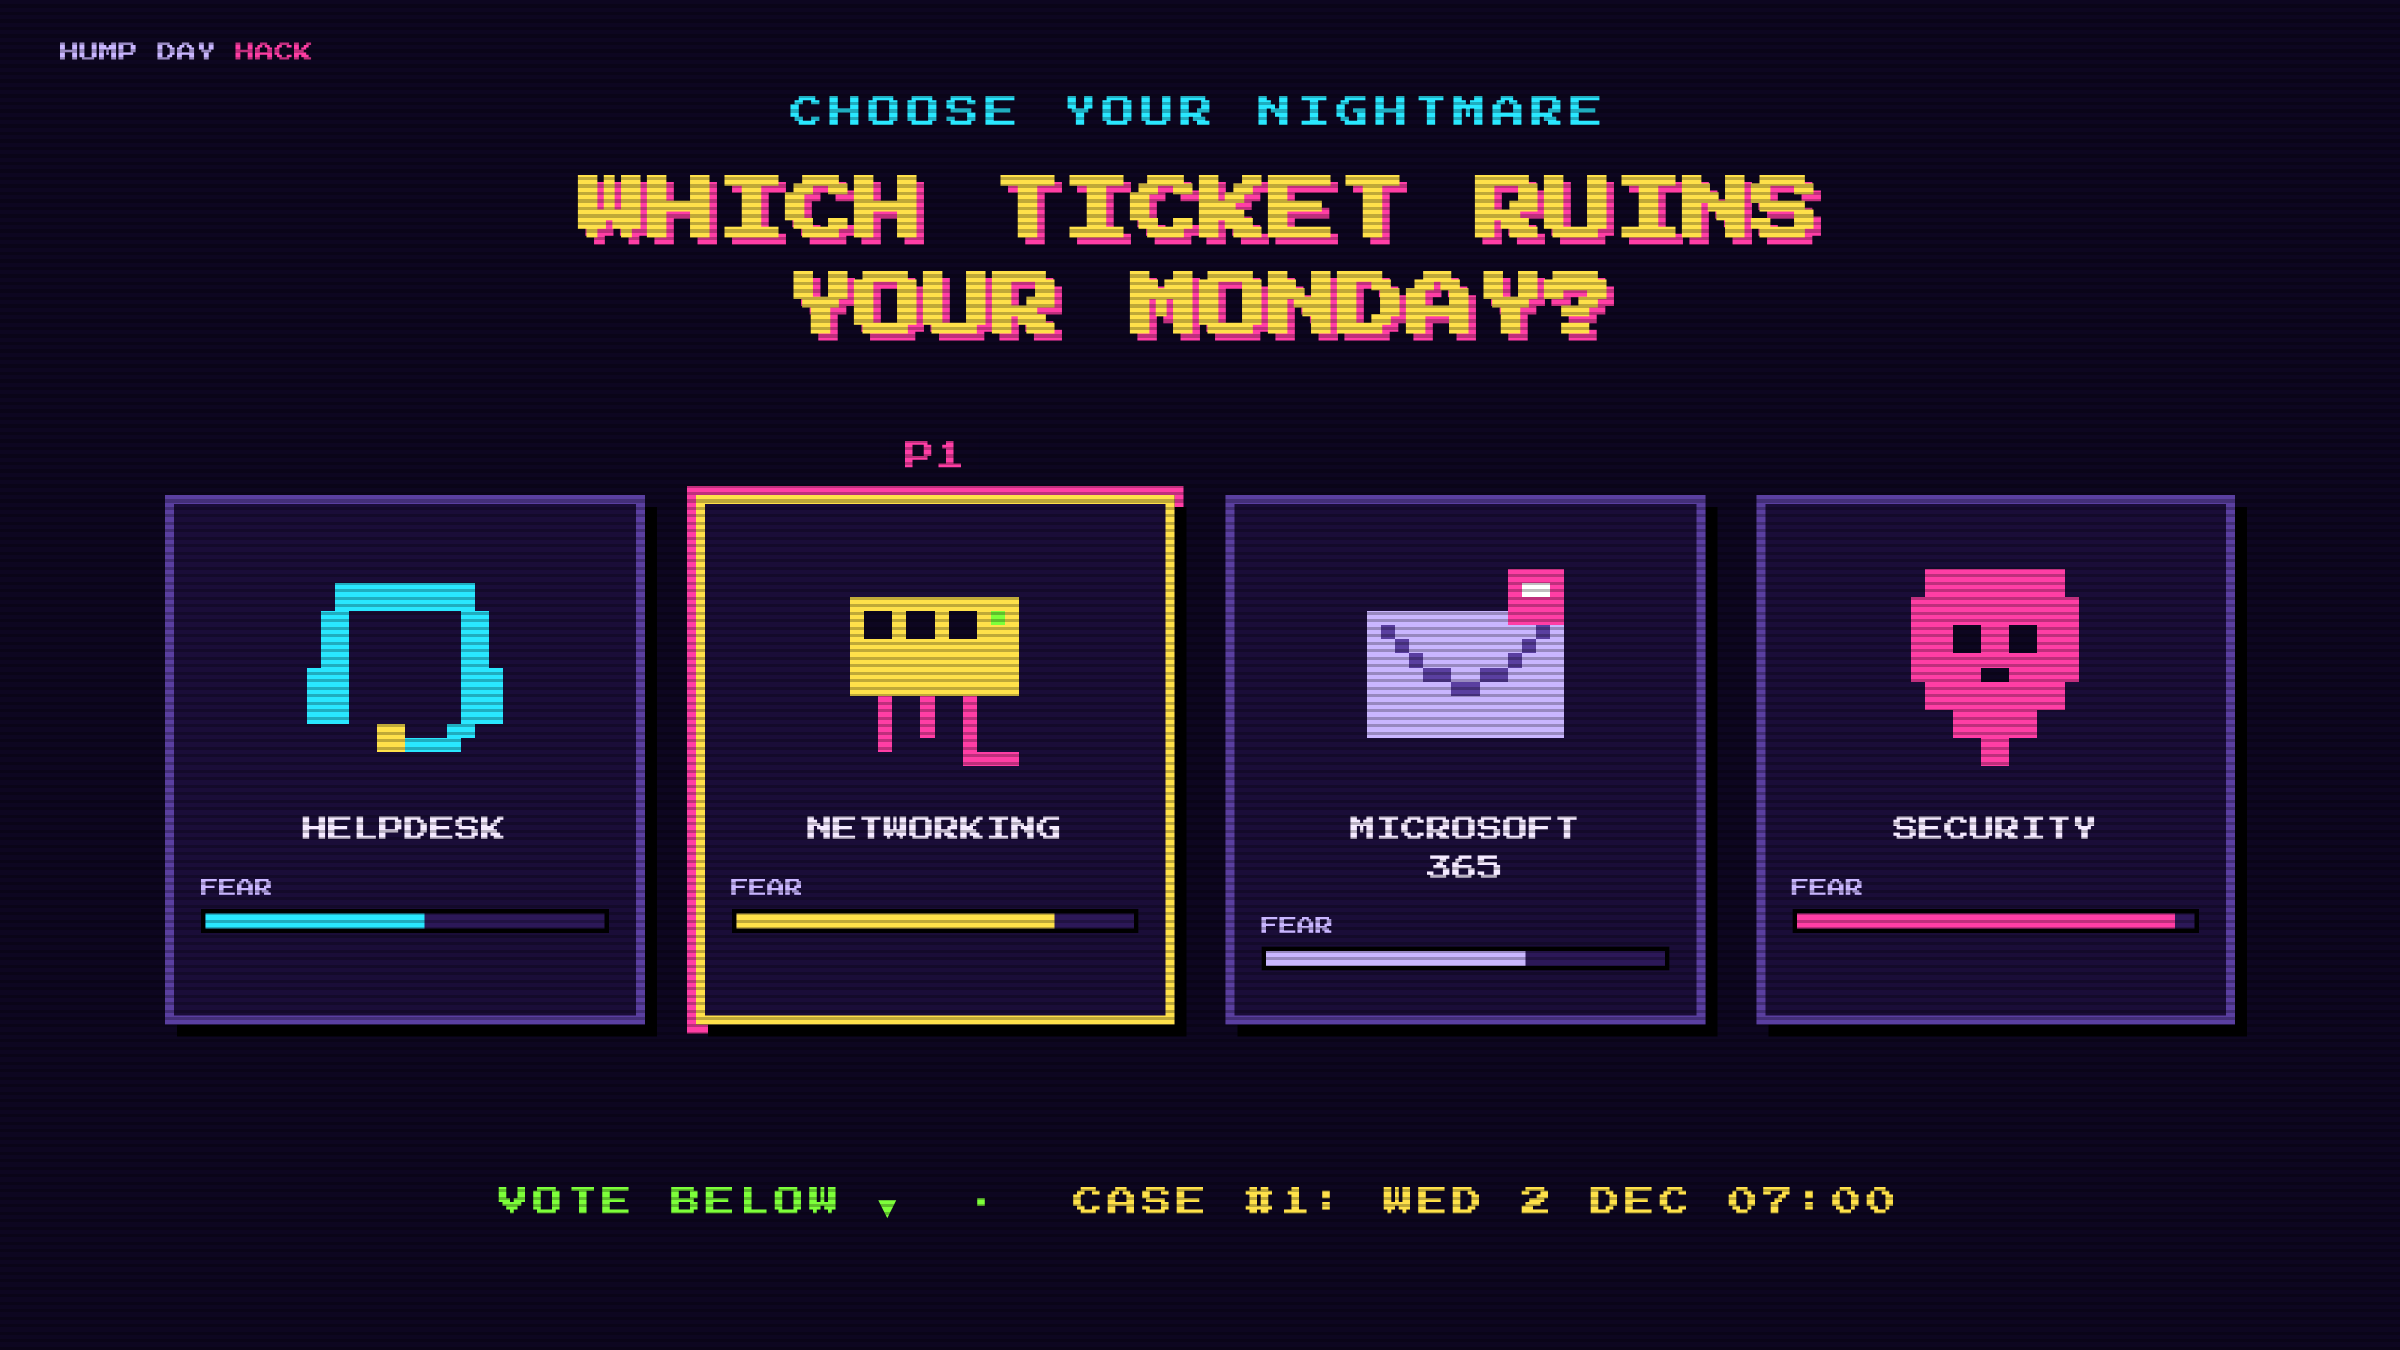 HUMP DAY HACK
CHOOSE YOUR NIGHTMARE
WHICH TICKET RUINS
YOUR MONDAY?
P1
HELPDESK
FEAR
NETWORKING
FEAR
MICROSOFT
365
FEAR
SECURITY
FEAR
VOTE BELOW ▼ · CASE #1: WED 2 DEC 07:00